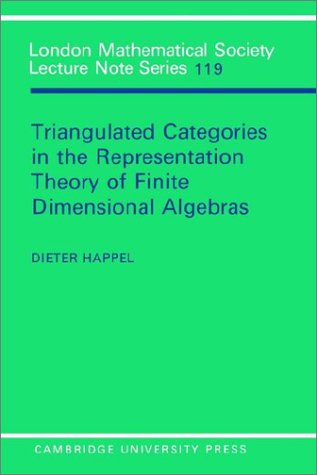 London Mathematical Society
Lecture Note Series 119
Triangulated Categories
in the Representation
Theory of Finite
Dimensional Algebras
DIETER HAPPEL
CAMBRIDGE UNIVERSITY PRESS